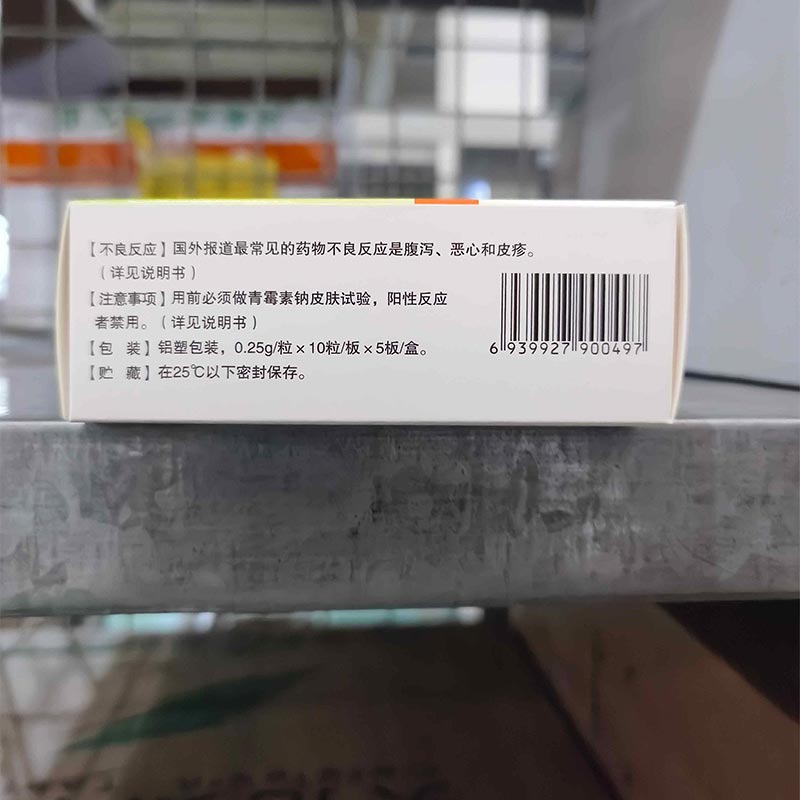 【不良反应】国外报道最常见的药物不良反应是腹泻、恶心和皮疹。
（详见说明书）
【注意事项】用前必须做青霉素钠皮肤试验，阳性反应
者禁用。（详见说明书）
【包 装】铝塑包装，0.25g/粒×10粒/板×5板/盒。
【贮 藏】在25℃以下密封保存。
6 939927 900497